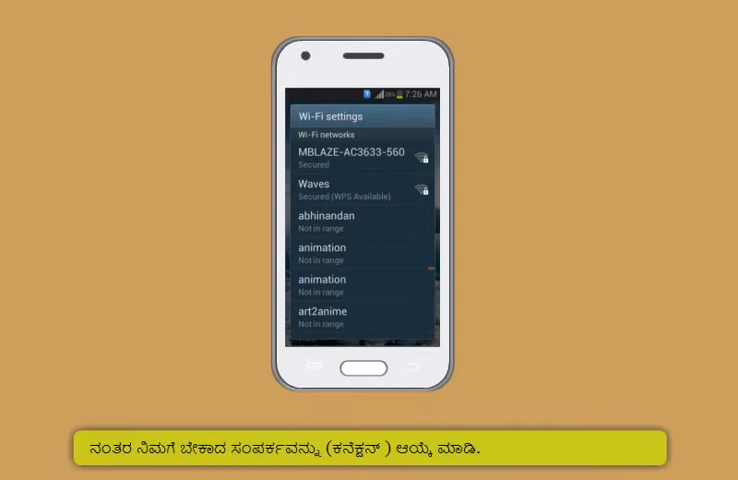 26% 7:26 AM
Wi-Fi settings
Wi-Fi networks
MBLAZE-AC3633-560
Secured
Waves
Secured (WPS Available)
abhinandan
Not in range
animation
Not in range
animation
Not in range
art2anime
Not in range
ನಂತರ ನಿಮಗೆ ಬೇಕಾದ ಸಂಪರ್ಕವನ್ನು (ಕನೆಕ್ಷನ್ ) ಆಯ್ಕೆ ಮಾಡಿ.